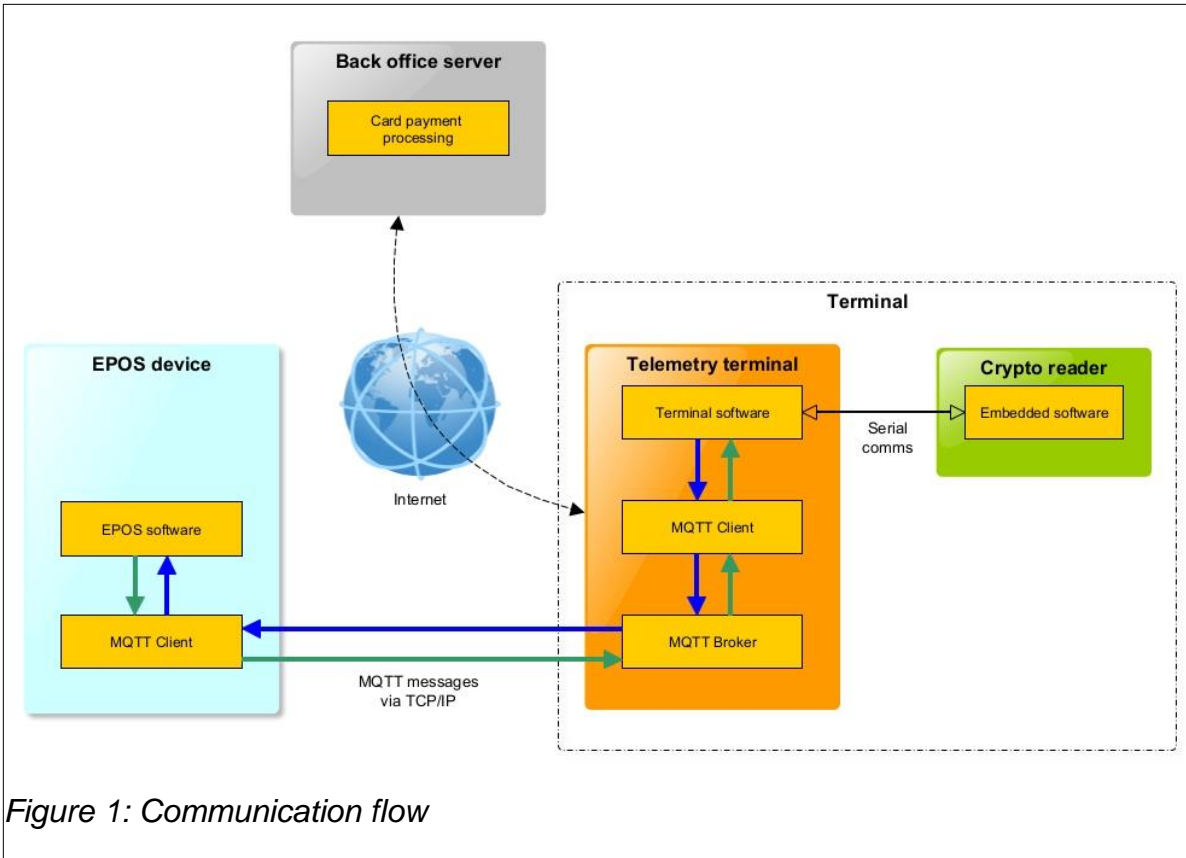 Back office server
Card payment
processing
Terminal
EPOS device
Telemetry terminal
Crypto reader
Terminal software
Embedded software
Serial
comms
Internet
EPOS software
MQTT Client
MQTT Client
MQTT Broker
MQTT messages
via TCP/IP
Figure 1: Communication flow